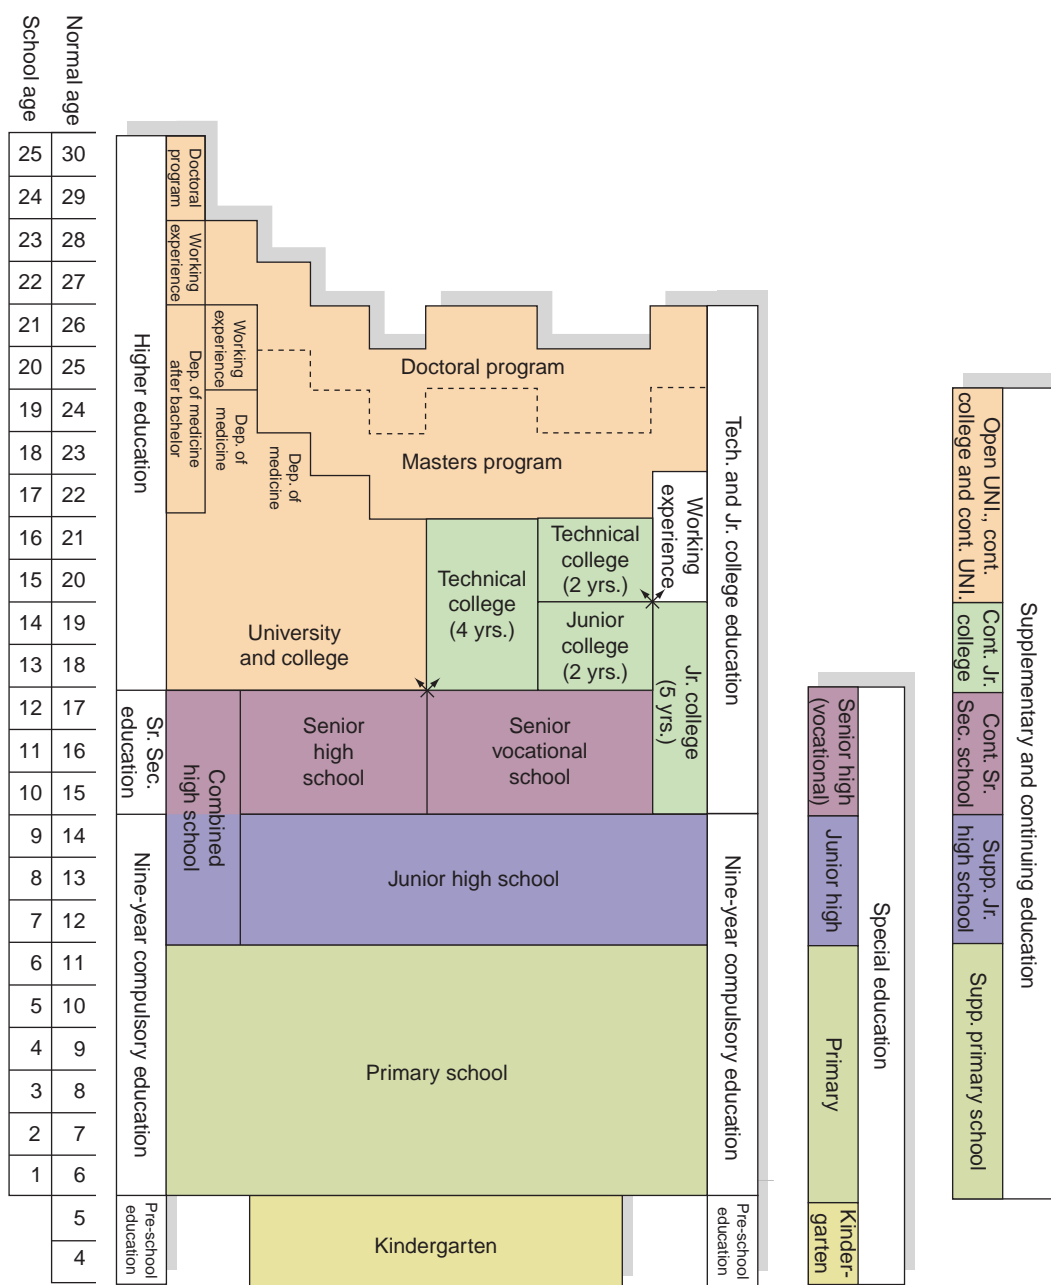 School age
Normal age
25 30
24 29
23 28
22 27
21 26
20 25
19 24
18 23
17 22
16 21
15 20
14 19
13 18
12 17
11 16
10 15
9 14
8 13
7 12
6 11
5 10
4 9
3 8
2 7
1 6
5
4
Higher education
Sr. Sec.
education
Nine-year compulsory education
Pre-school
education
Doctoral
program
Working
experience
Dep. of medicine
after bachelor
Working
experience
Dep. of
medicine
Dep. of
medicine
Doctoral program
Masters program
University
and college
Technical
college
(4 yrs.)
Technical
college
(2 yrs.)
Junior
college
(2 yrs.)
Working
experience
Jr. college
(5 yrs.)
Combined
high school
Senior
high
school
Senior
vocational
school
Junior high school
Primary school
Kindergarten
Tech. and Jr. college education
Nine-year compulsory education
Pre-school
education
Senior high
(vocational)
Junior high
Primary
Kinder-
garten
Special education
Open UNI., cont.
college and cont. UNI.
Cont. Jr.
college
Cont. Sr.
Sec. school
Supp. Jr.
high school
Supp. primary school
Supplementary and continuing education